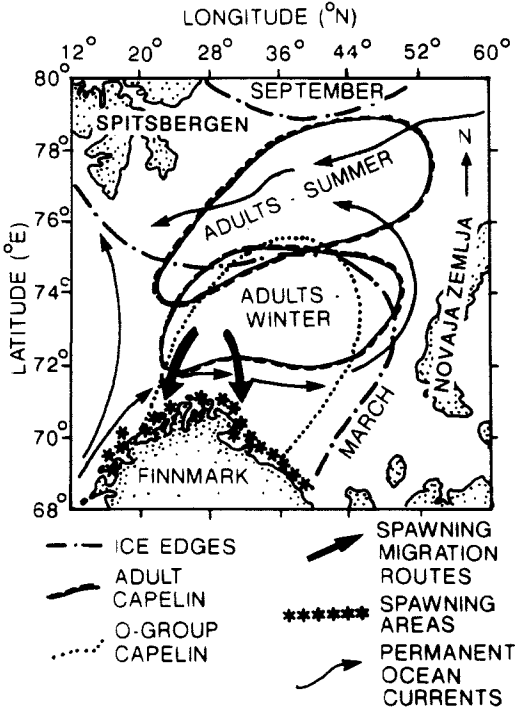 LONGITUDE (°N)
12° 22° 28° 36° 44° 52° 60°
80°
SEPTEMBER
SPITSBERGEN
N
78°
ADULTS - SUMMER
76°
LATITUDE (°E)
NOVAJA ZEMLJA
74°
ADULTS -
WINTER
72°
MARCH
70°
FINNMARK
68°
ICE EDGES
ADULT
CAPELIN
O-GROUP
CAPELIN
SPAWNING
MIGRATION
ROUTES
SPAWNING
AREAS
PERMANENT
OCEAN
CURRENTS